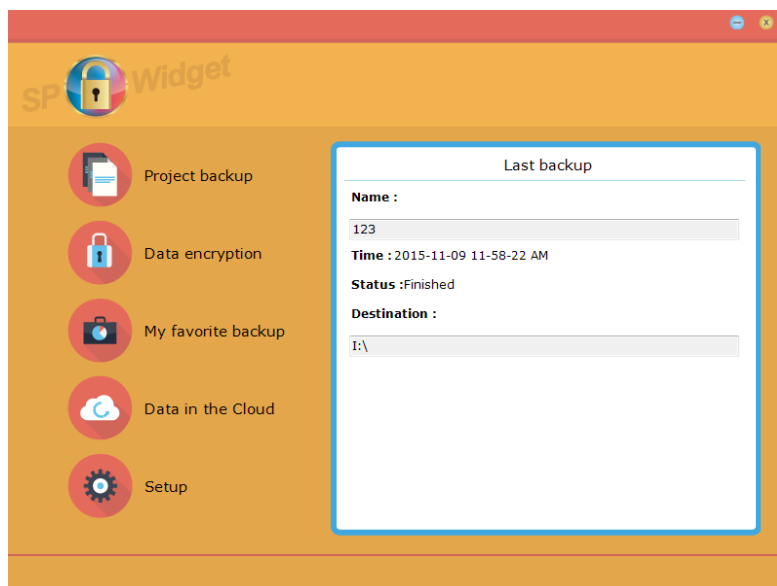 SP Widget
Project backup
Data encryption
My favorite backup
Data in the Cloud
Setup
Last backup
Name :
123
Time : 2015-11-09 11-58-22 AM
Status :Finished
Destination :
I:\